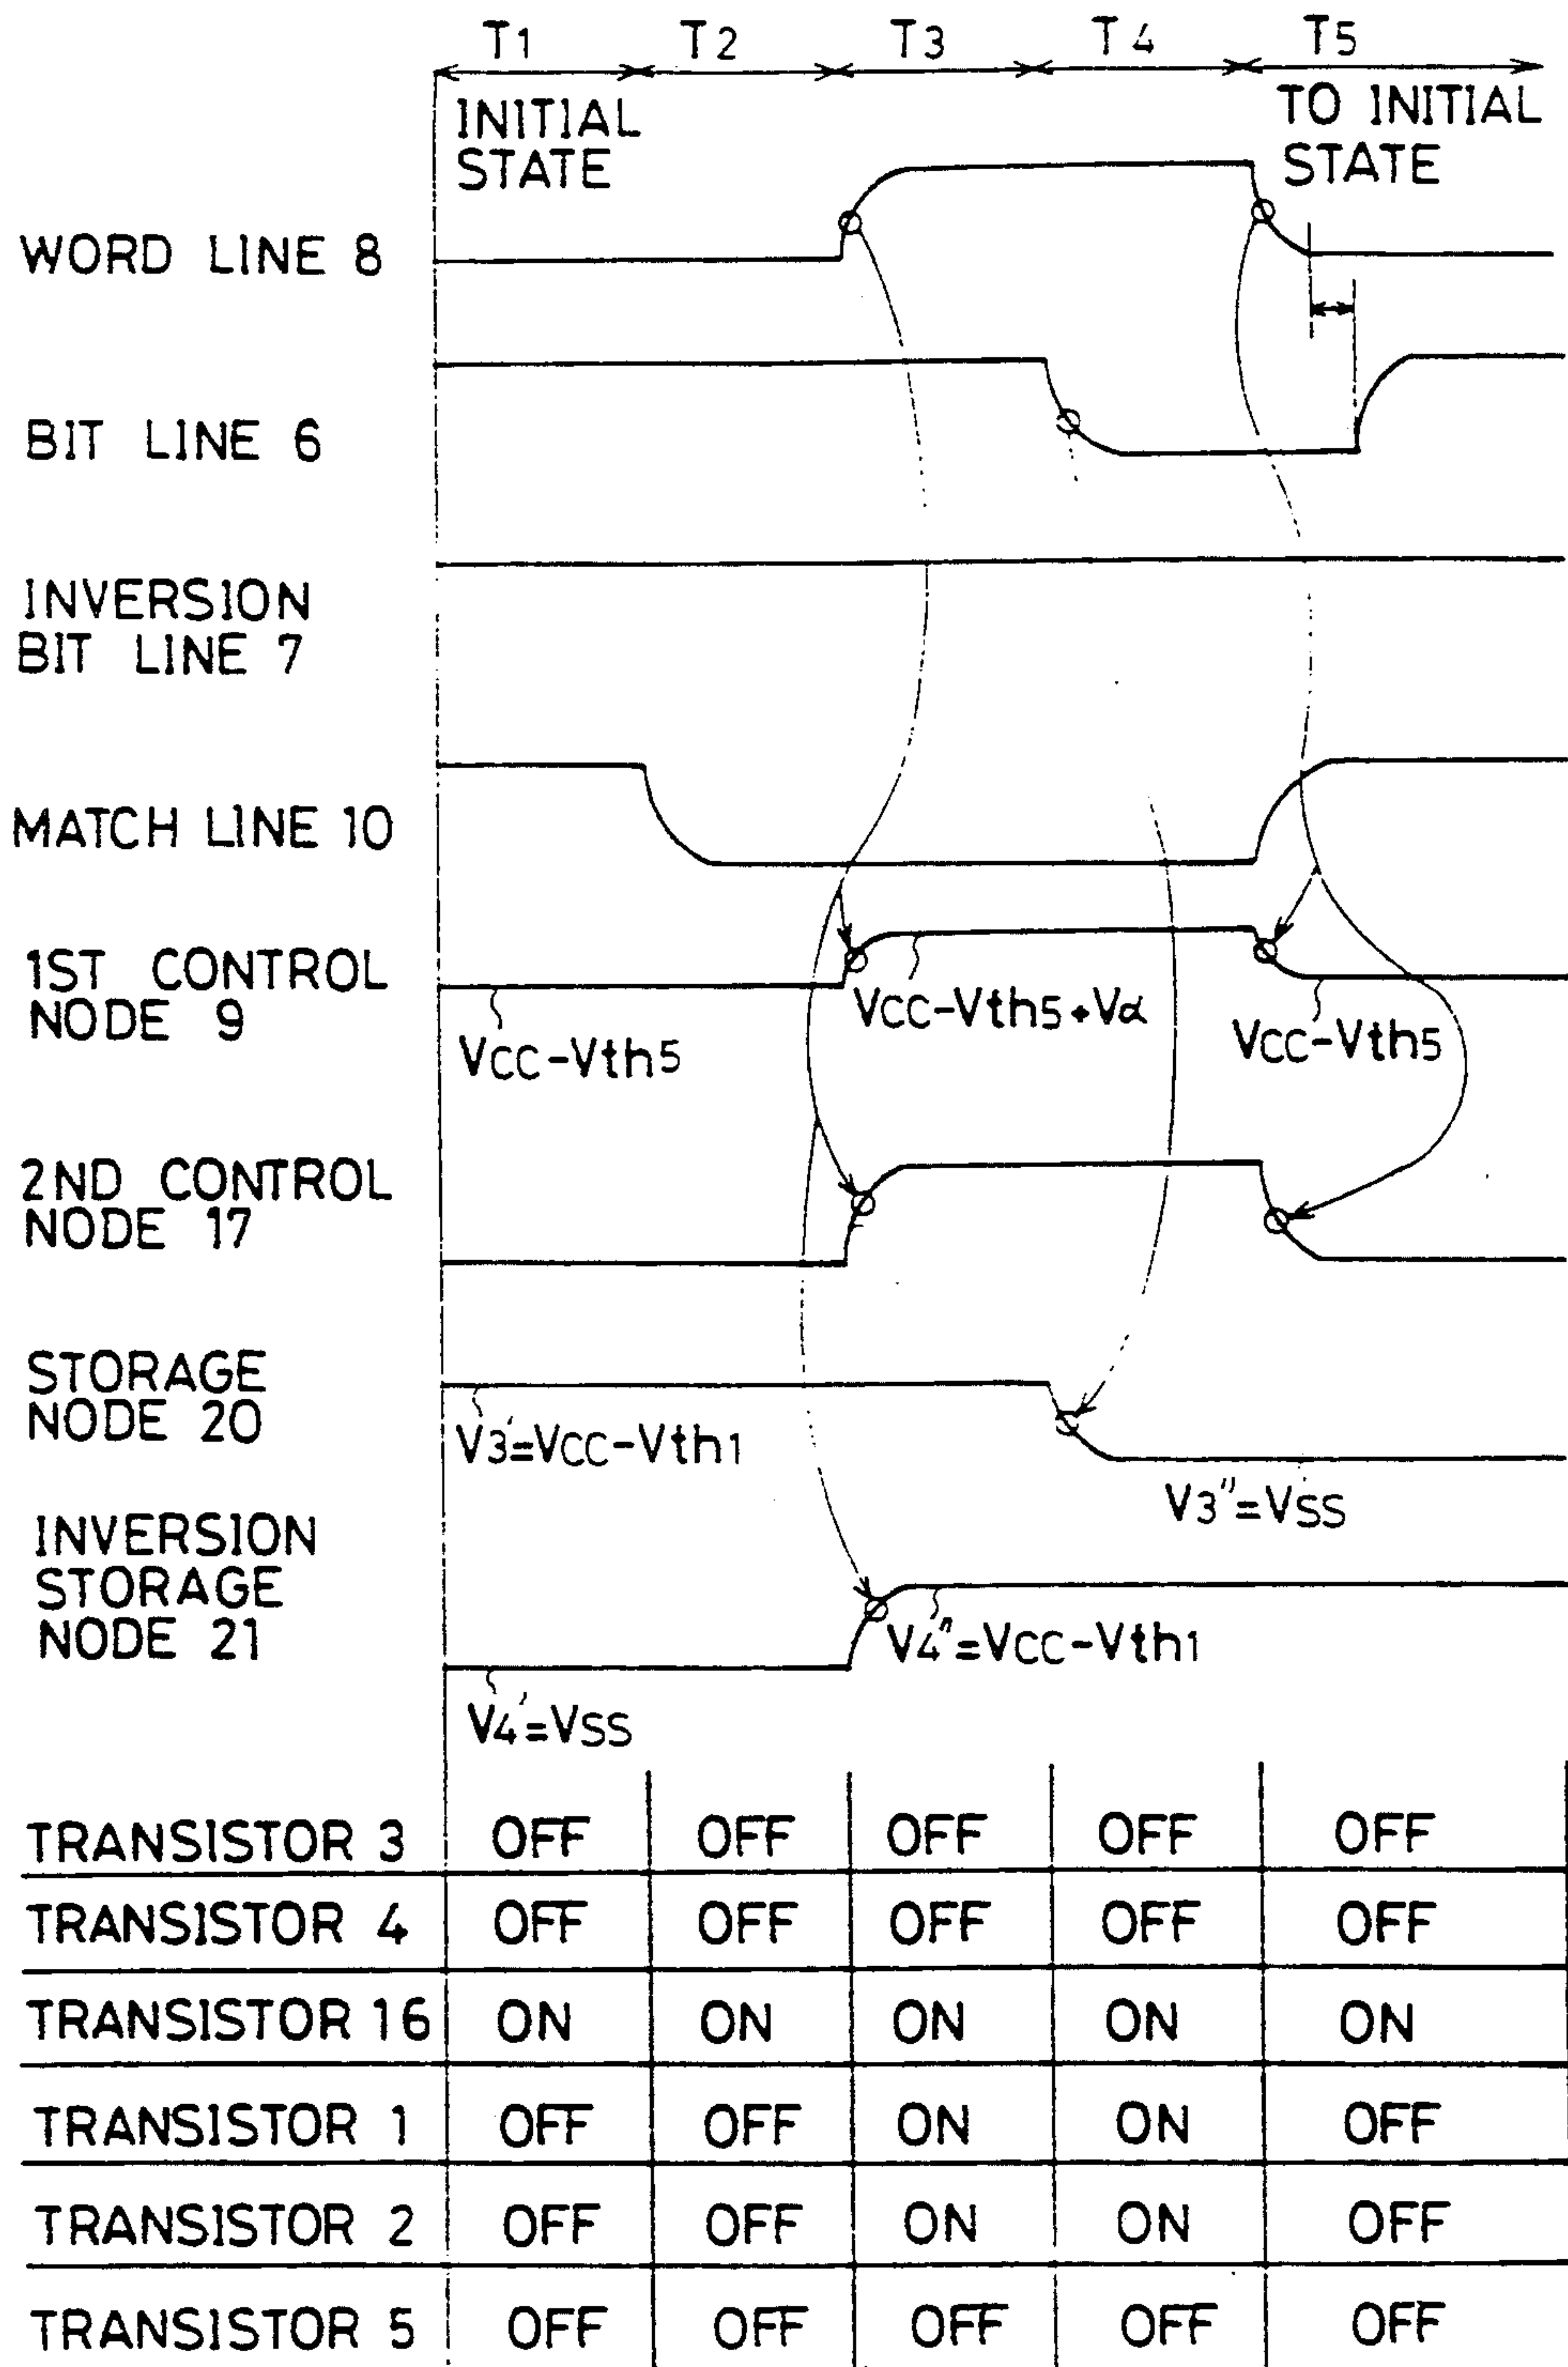 T1 T2 T3 T4 T5
INITIAL
STATE
TO INITIAL
STATE
WORD LINE 8
BIT LINE 6
INVERSION
BIT LINE 7
MATCH LINE 10
1ST CONTROL
NODE 9
VCC-Vth5
VCC-Vth5+Vα
VCC-Vth5
2ND CONTROL
NODE 17
STORAGE
NODE 20
V3'=VCC-Vth1
V3"=VSS
INVERSION
STORAGE
NODE 21
V4"=VCC-Vth1
V4'=VSS
TRANSISTOR 3 OFF OFF OFF OFF OFF
TRANSISTOR 4 OFF OFF OFF OFF OFF
TRANSISTOR 16 ON ON ON ON ON
TRANSISTOR 1 OFF OFF ON ON OFF
TRANSISTOR 2 OFF OFF ON ON OFF
TRANSISTOR 5 OFF OFF OFF OFF OFF